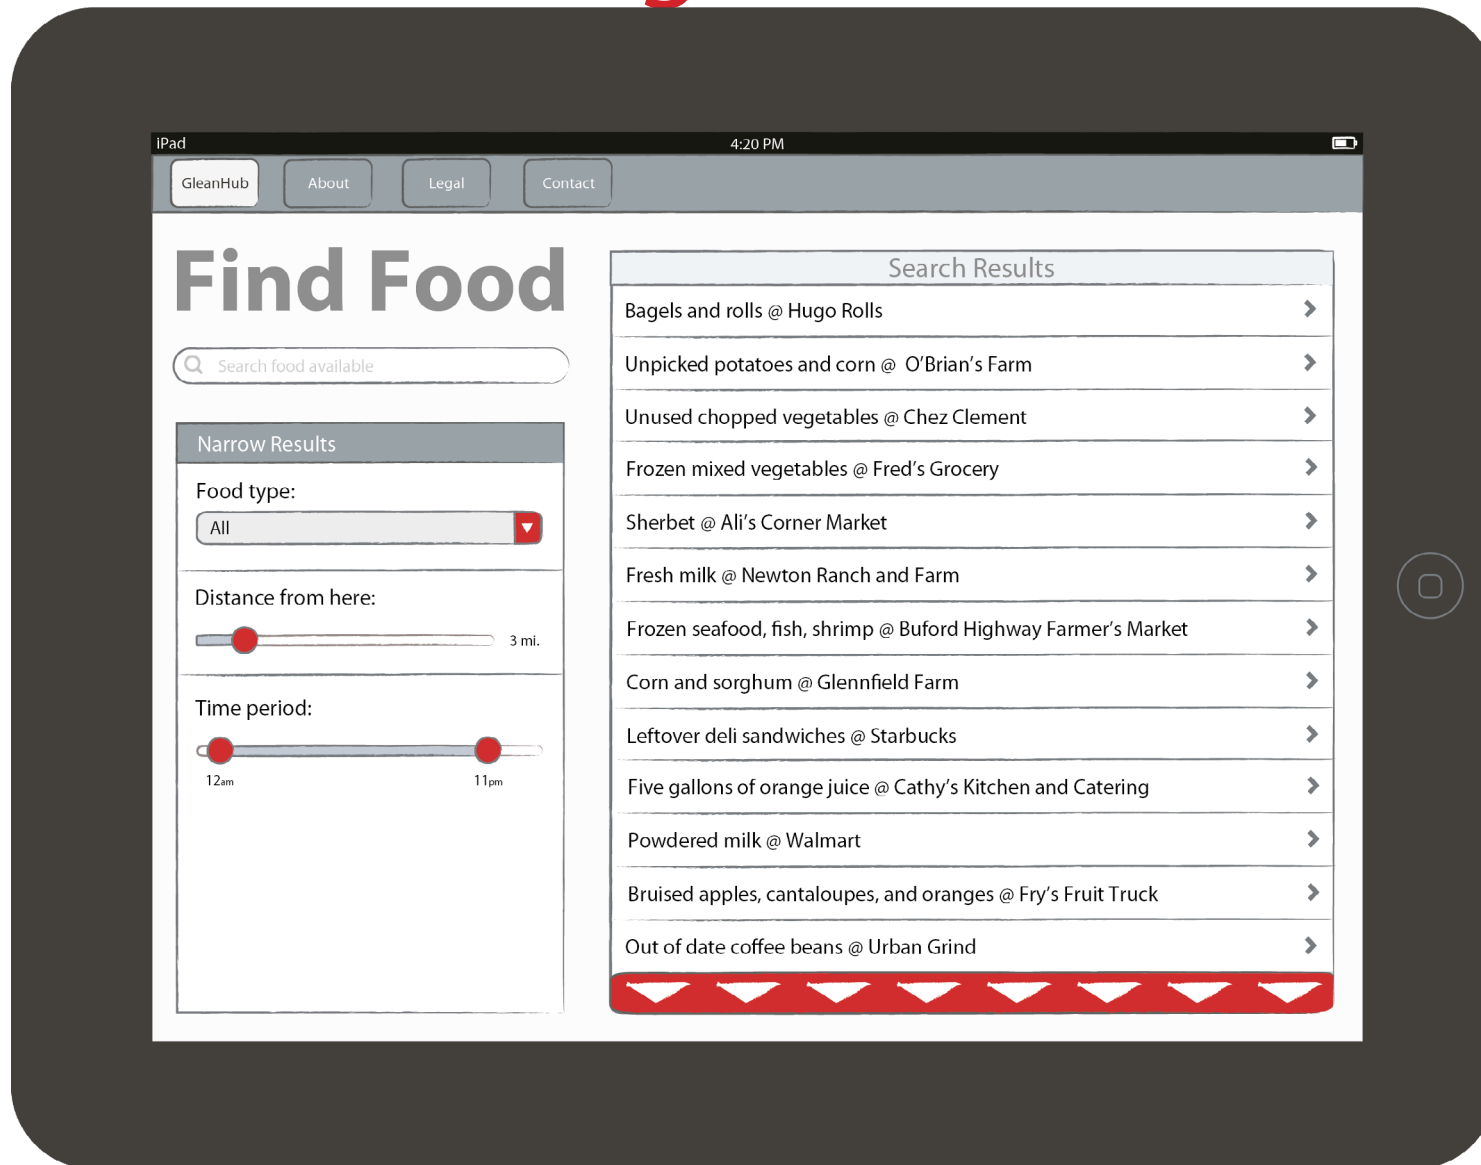 iPad
4:20 PM
GleanHub
About
Legal
Contact
Find Food
Search food available
Narrow Results
Food type:
All
Distance from here:
3 mi.
Time period:
12am
11pm
Search Results
Bagels and rolls @ Hugo Rolls
Unpicked potatoes and corn @ O'Brian's Farm
Unused chopped vegetables @ Chez Clement
Frozen mixed vegetables @ Fred's Grocery
Sherbet @ Ali's Corner Market
Fresh milk @ Newton Ranch and Farm
Frozen seafood, fish, shrimp @ Buford Highway Farmer's Market
Corn and sorghum @ Glennfield Farm
Leftover deli sandwiches @ Starbucks
Five gallons of orange juice @ Cathy's Kitchen and Catering
Powdered milk @ Walmart
Bruised apples, cantaloupes, and oranges @ Fry's Fruit Truck
Out of date coffee beans @ Urban Grind